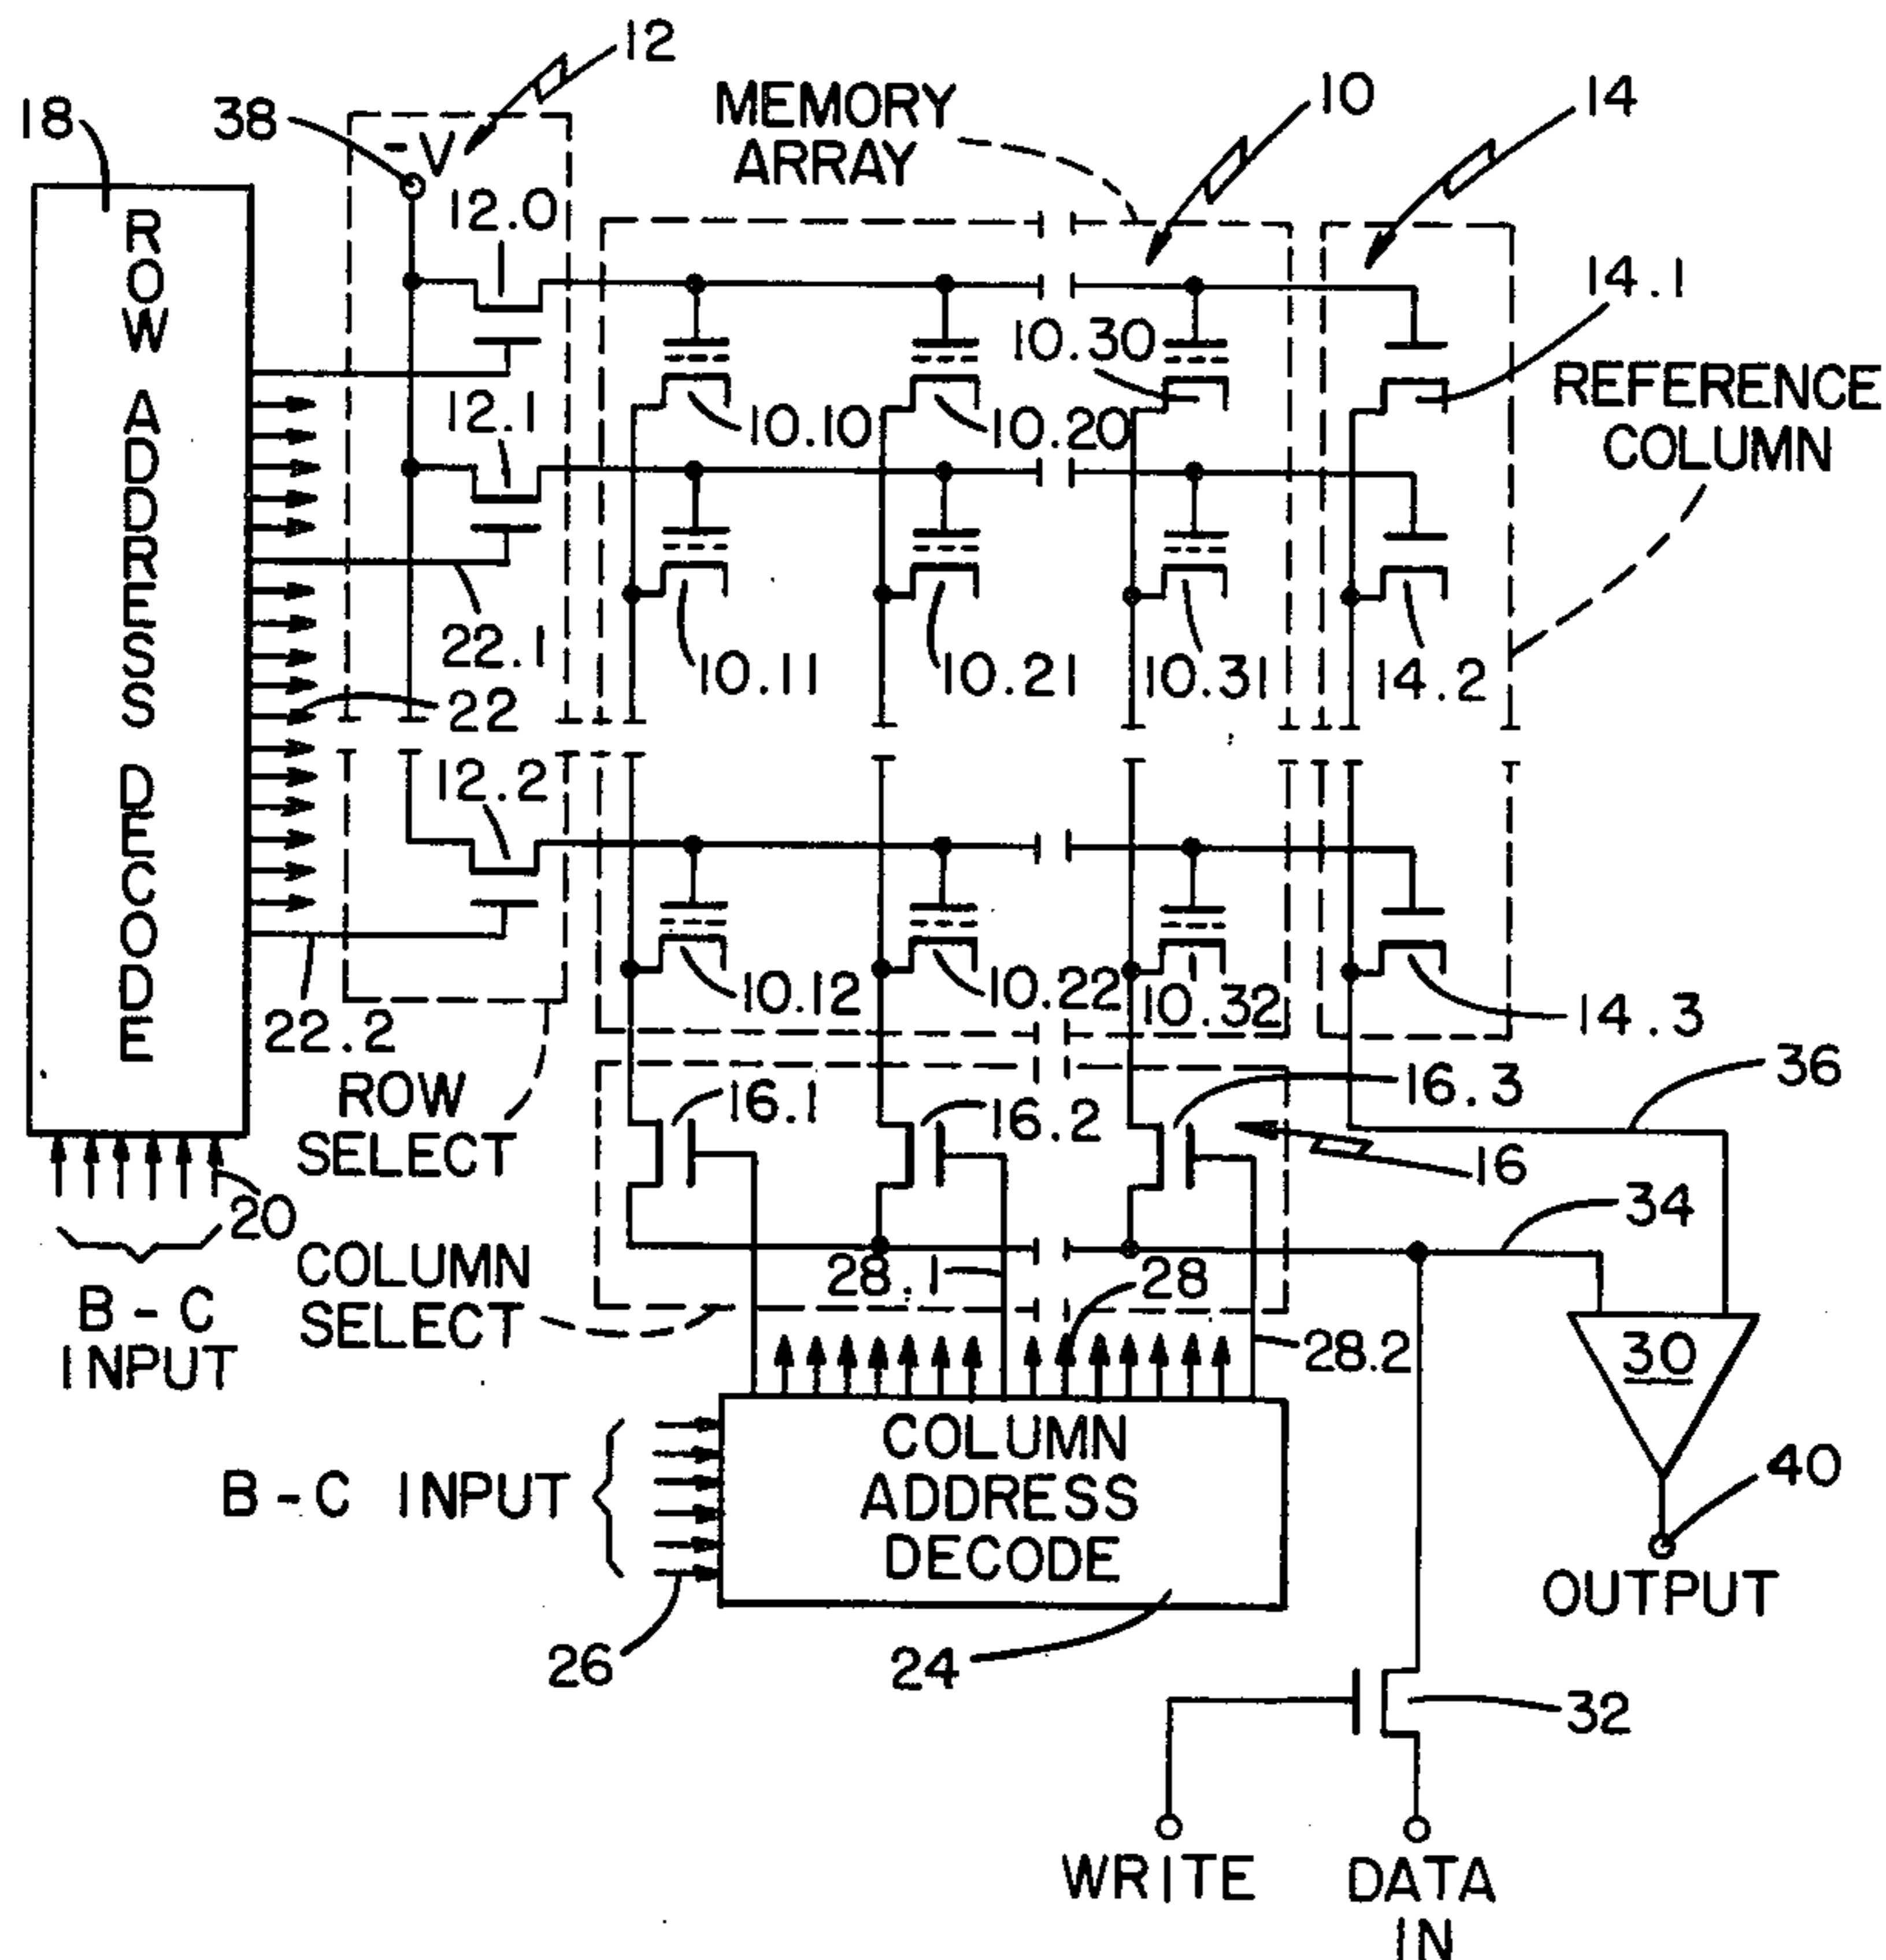 12
18
38
-V
MEMORY
ARRAY
10
14
12.0
14.1
10.30
REFERENCE
COLUMN
ROW ADDRESS DECODE
12.1
10.10
10.20
22.1
10.11
10.21
10.31
14.2
22
12.2
10.12
10.22
10.32
14.3
22.2
ROW
SELECT
16.1
16.2
16.3
36
16
20
34
COLUMN
SELECT
28.1
28
B-C
INPUT
28.2
30
B-C INPUT
COLUMN
ADDRESS
DECODE
40
OUTPUT
26
24
32
WRITE
DATA
IN